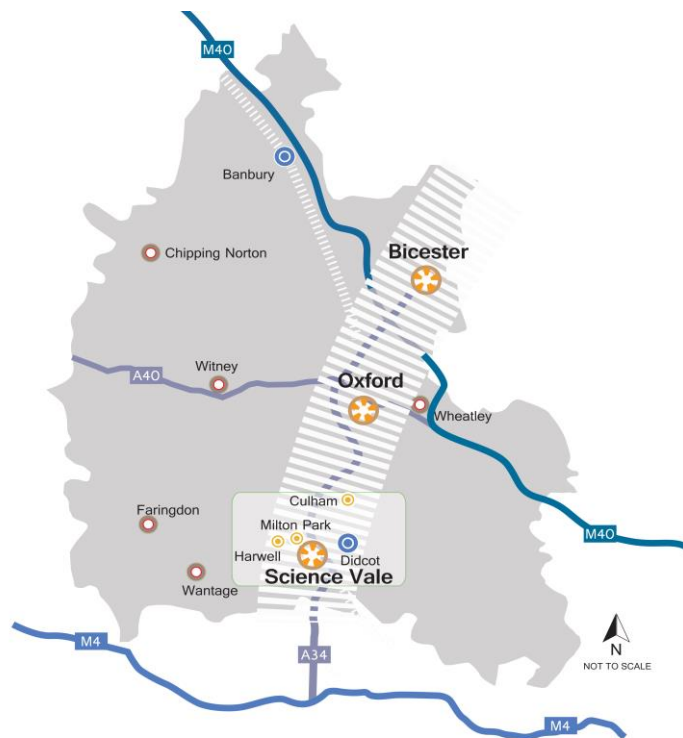 M40
Banbury
Chipping Norton
Bicester
Witney
A40
Oxford
Wheatley
Culham
Faringdon
Milton Park
Harwell
Didcot
Science Vale
Wantage
M40
M4
A34
N
NOT TO SCALE
M4